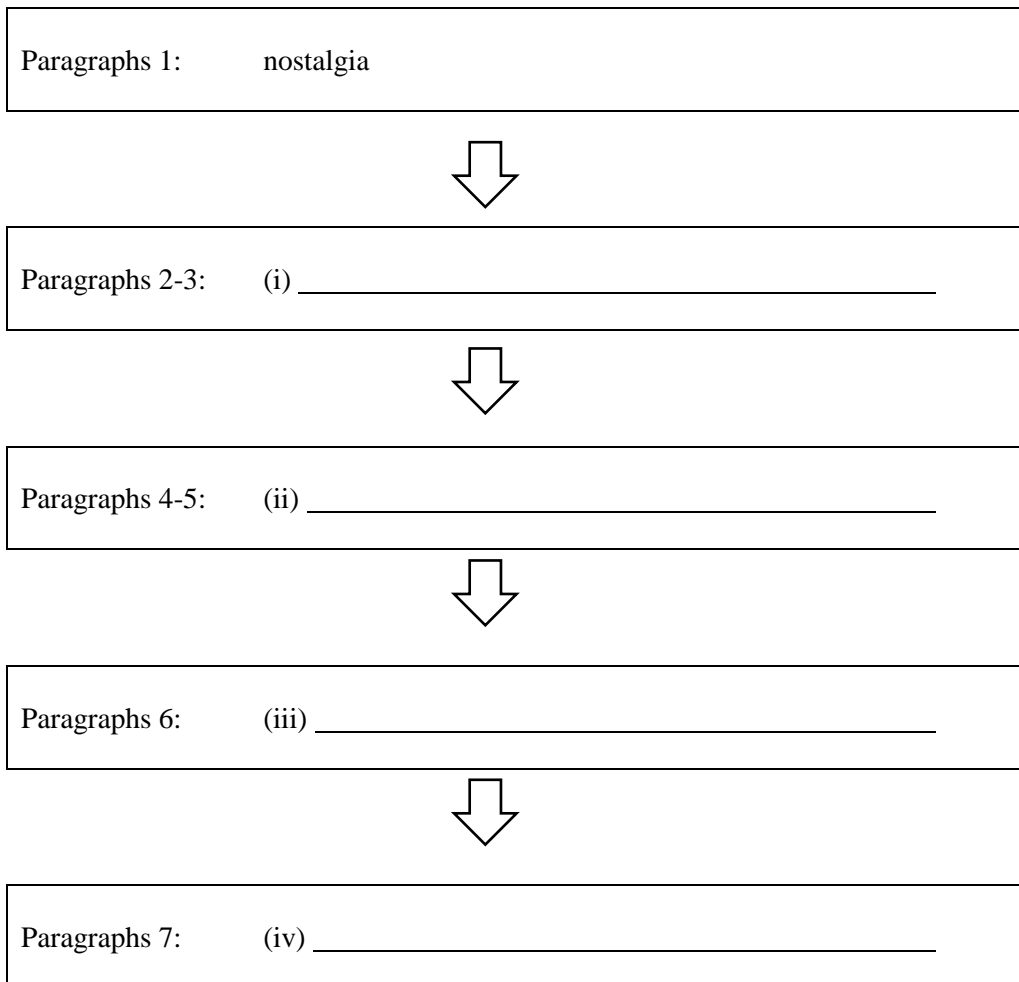 Paragraphs 1: nostalgia
Paragraphs 2-3: (i)
Paragraphs 4-5: (ii)
Paragraphs 6: (iii)
Paragraphs 7: (iv)